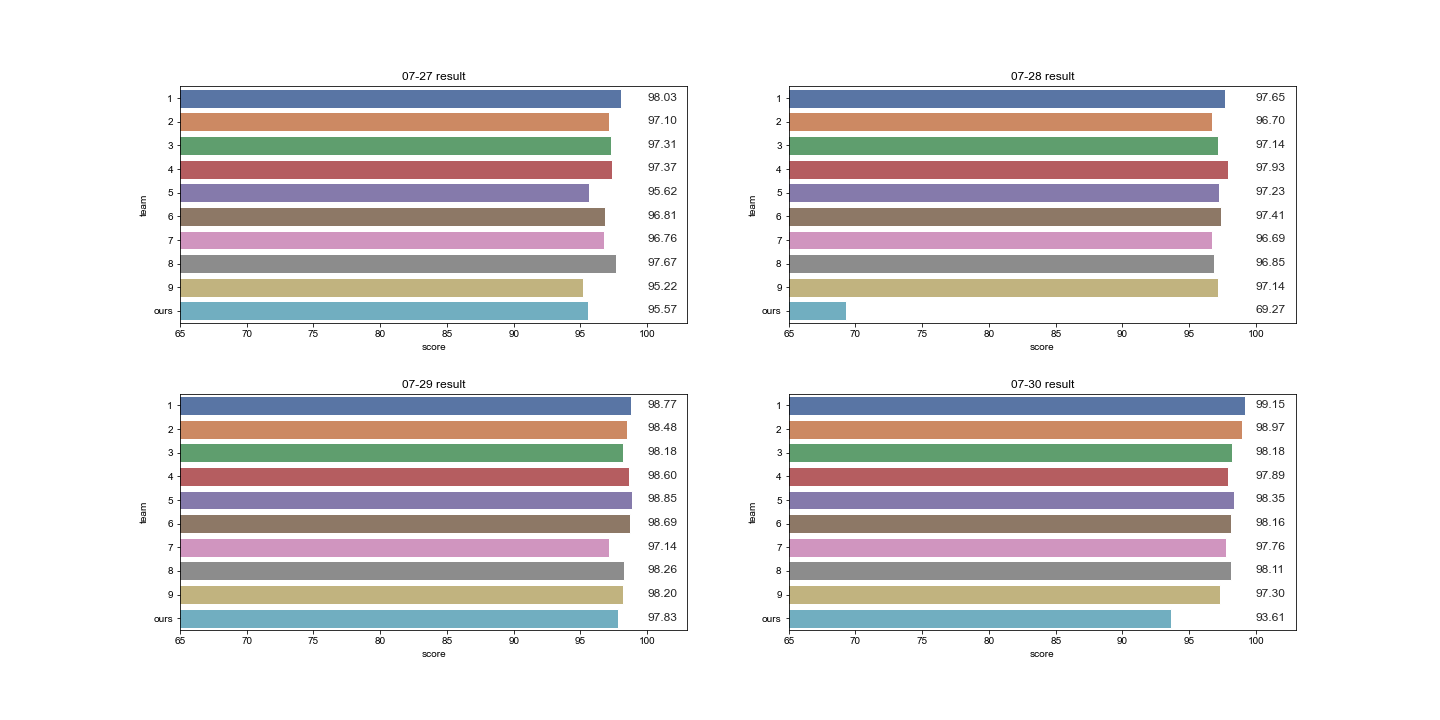 07-27 result
1 98.03
2 97.10
3 97.31
4 97.37
5 95.62
6 96.81
7 96.76
8 97.67
9 95.22
ours 95.57
team
65 70 75 80 85 90 95 100
score
07-28 result
1 97.65
2 96.70
3 97.14
4 97.93
5 97.23
6 97.41
7 96.69
8 96.85
9 97.14
ours 69.27
team
65 70 75 80 85 90 95 100
score
07-29 result
1 98.77
2 98.48
3 98.18
4 98.60
5 98.85
6 98.69
7 97.14
8 98.26
9 98.20
ours 97.83
team
65 70 75 80 85 90 95 100
score
07-30 result
1 99.15
2 98.97
3 98.18
4 97.89
5 98.35
6 98.16
7 97.76
8 98.11
9 97.30
ours 93.61
team
65 70 75 80 85 90 95 100
score